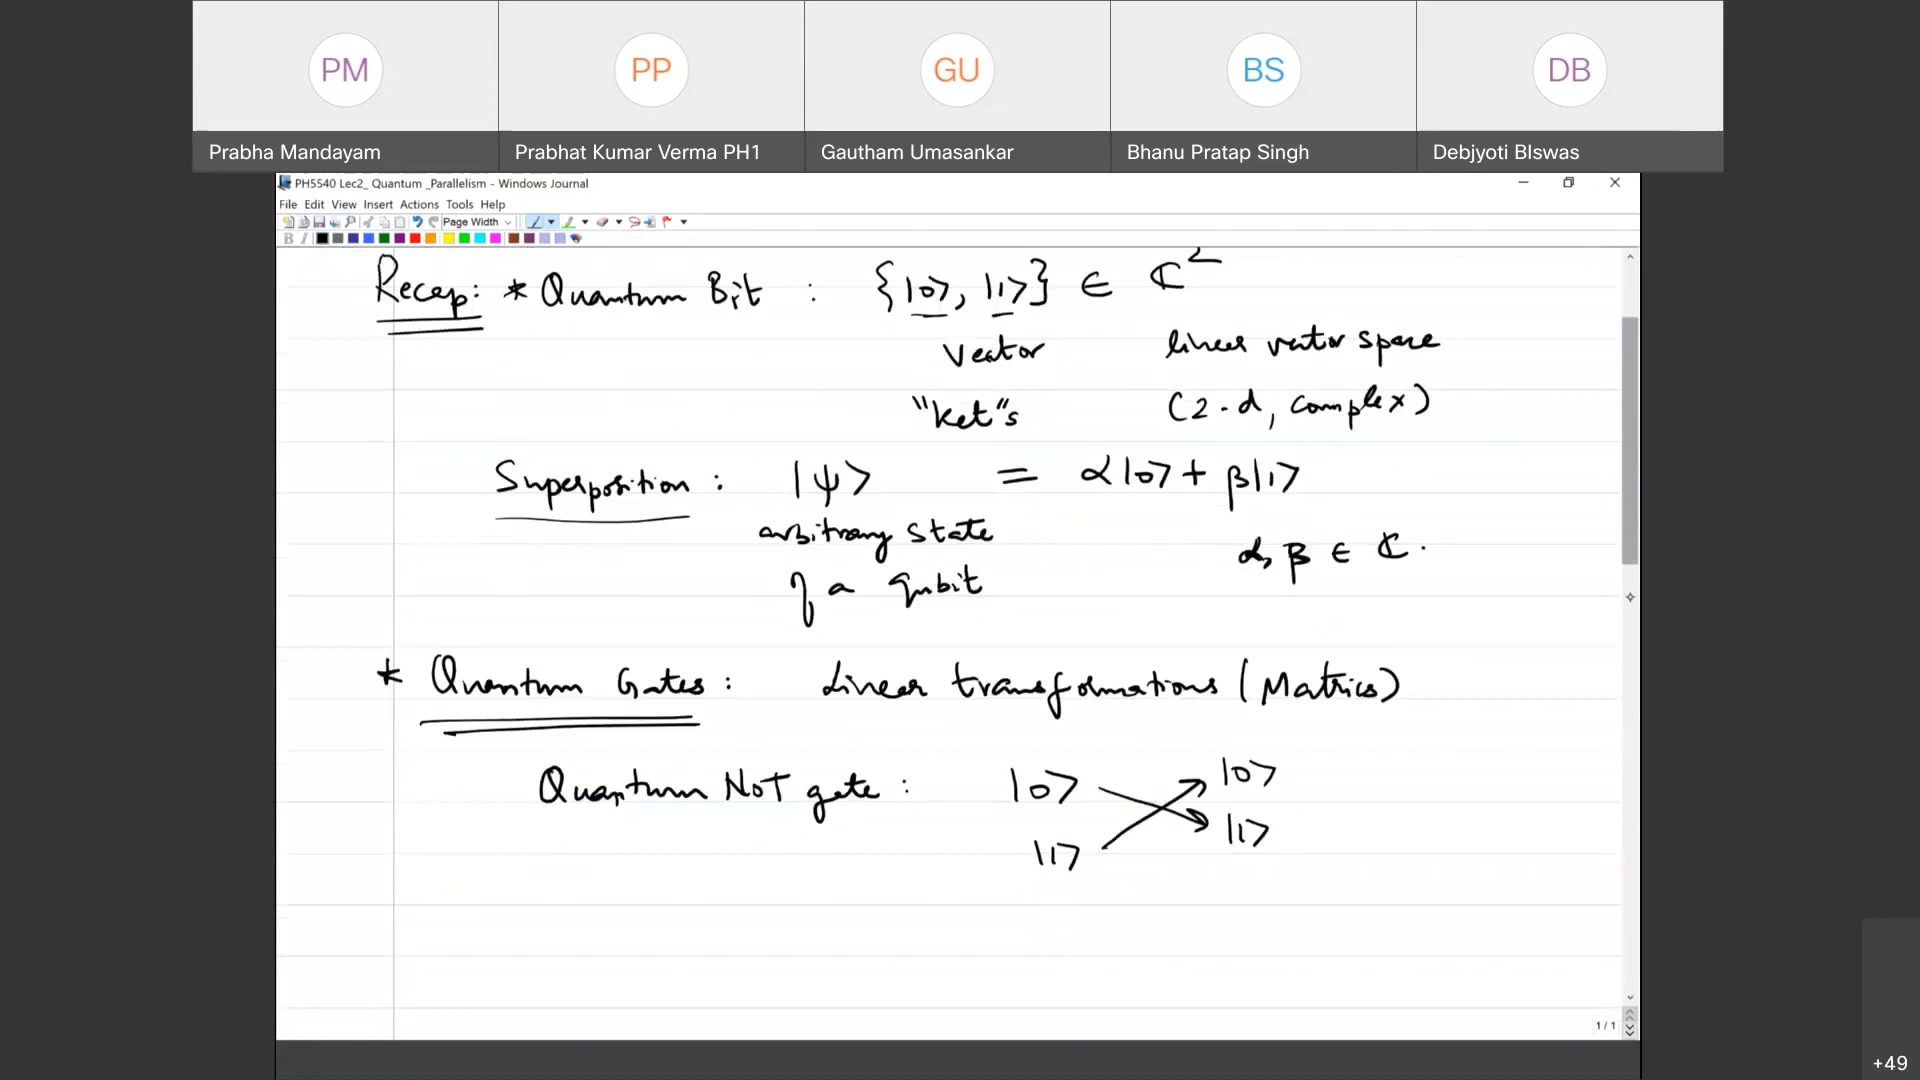 PM
PP
GU
BS
DB
Prabha Mandayam
Prabhat Kumar Verma PH1
Gautham Umasankar
Bhanu Pratap Singh
Debjyoti BIswas
PH5540 Lec2_ Quantum _Parallelism - Windows Journal
File Edit View Insert Actions Tools Help
Page Width
B I
Recap: * Quantum Bit : {|0>, |1>} ∈ ℂ²
Vector linear vector space
"ket"s (2-d, complex)
Superposition : |ψ> = α|0> + β|1>
arbitrary state α, β ∈ ℂ.
of a qubit
* Quantum Gates : Linear transformations (Matrics)
Quantum NOT gate : |0> |0>
|1> |1>
1 / 1
+49